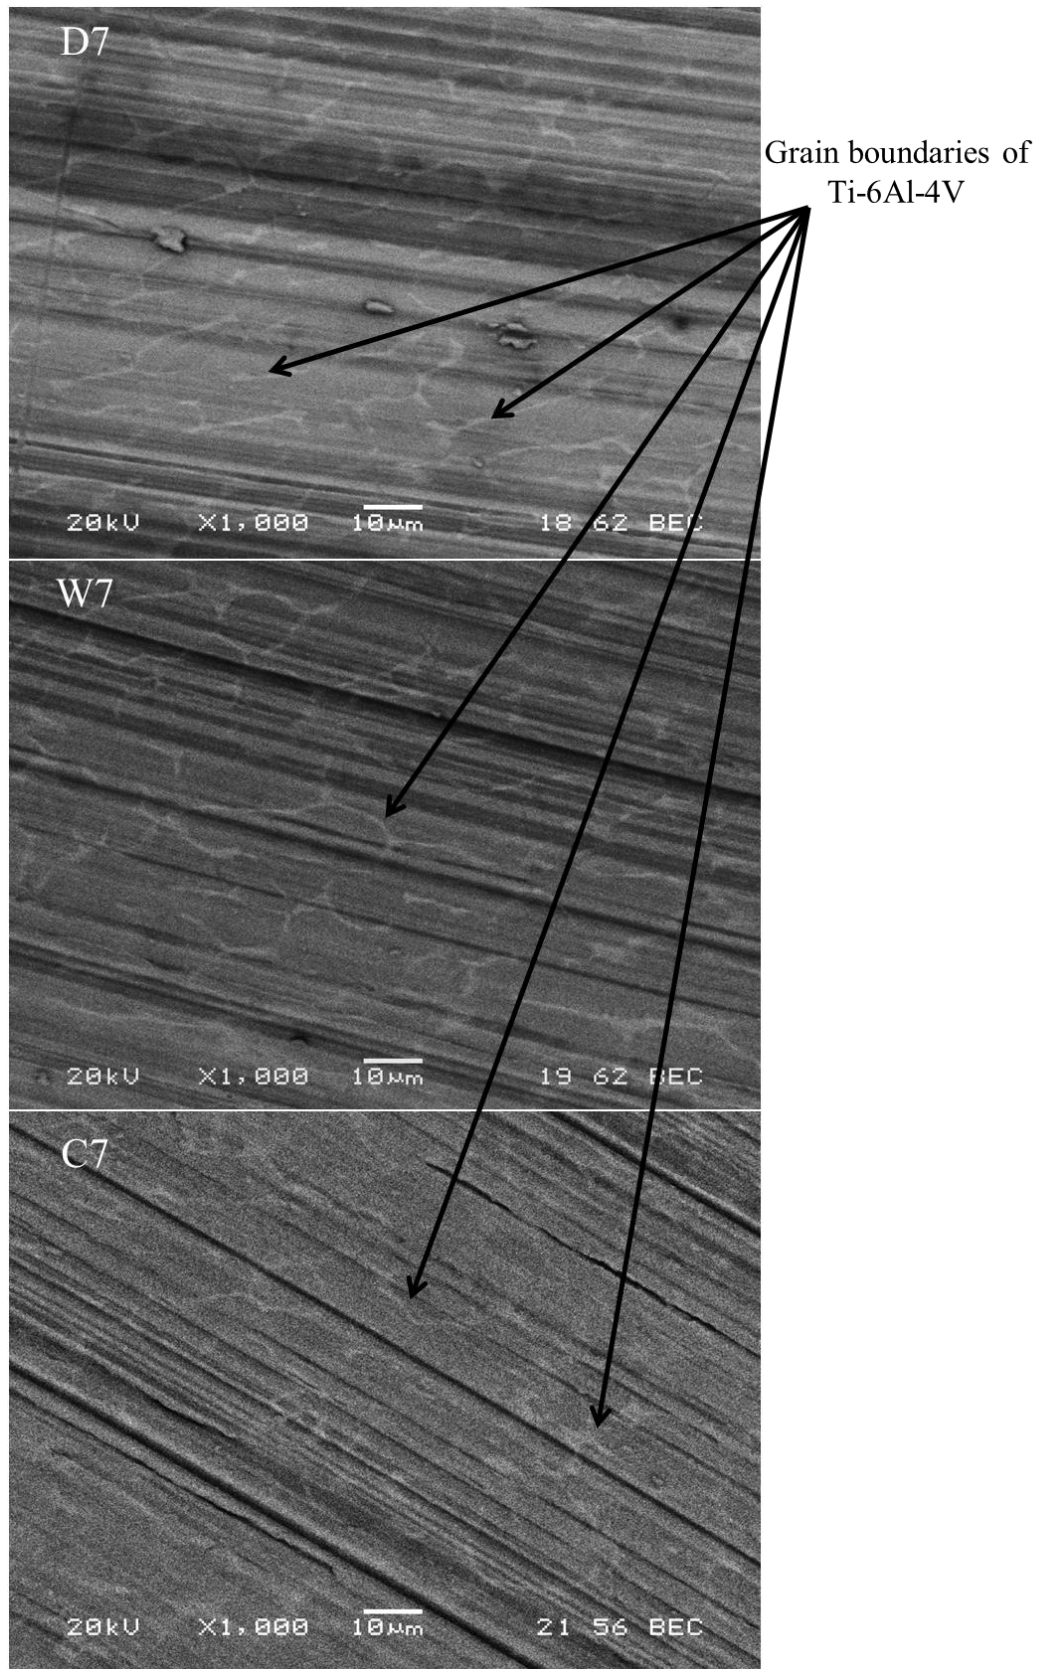 D7
Grain boundaries of
Ti-6Al-4V
20kV X1,000 10μm 18 62 BEC
W7
20kV X1,000 10μm 19 62 BEC
C7
20kV X1,000 10μm 21 56 BEC